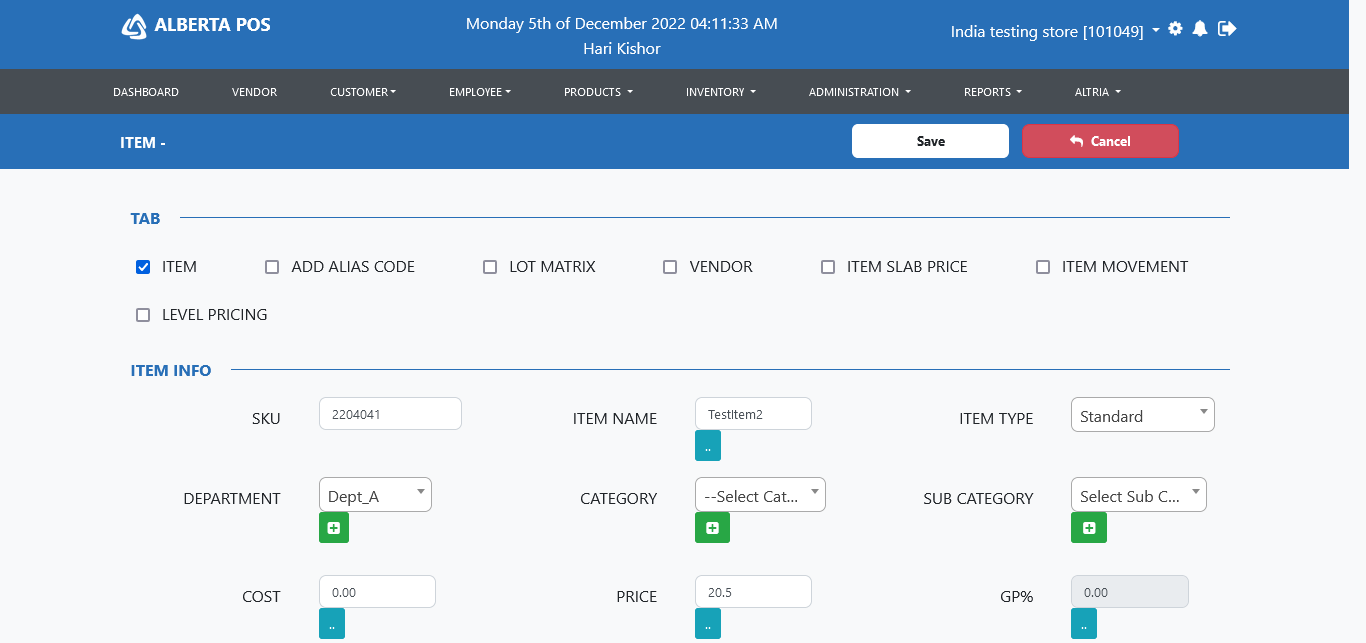 ALBERTA POS
Monday 5th of December 2022 04:11:33 AM
Hari Kishor
India testing store [101049]
DASHBOARD VENDOR CUSTOMER EMPLOYEE PRODUCTS INVENTORY ADMINISTRATION REPORTS ALTRIA
ITEM - Save Cancel
TAB
ITEM ADD ALIAS CODE LOT MATRIX VENDOR ITEM SLAB PRICE ITEM MOVEMENT
LEVEL PRICING
ITEM INFO
SKU 2204041 ITEM NAME TestItem2 ITEM TYPE Standard
..
DEPARTMENT Dept_A CATEGORY --Select Cat... SUB CATEGORY Select Sub C...
COST 0.00 PRICE 20.5 GP% 0.00
.. .. ..